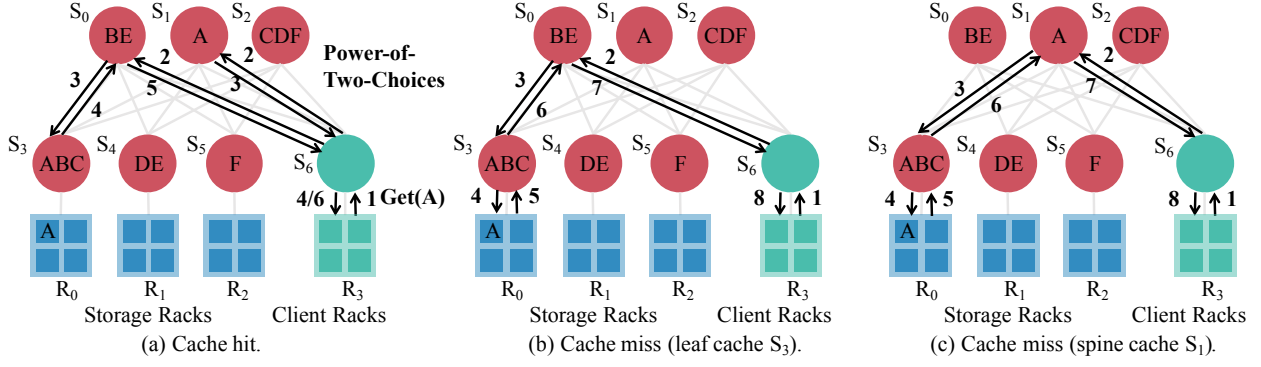 S₀ BE S₁ A S₂ CDF
Power-of-
Two-Choices
2 2
3 5 3
4
S₃ ABC S₄ DE S₅ F S₆
4/6 1 Get(A)
A
R₀ R₁ R₂ R₃
Storage Racks Client Racks
(a) Cache hit.
S₀ BE S₁ A S₂ CDF
3 2
6 7
S₃ ABC S₄ DE S₅ F S₆
4 5 8 1
A
R₀ R₁ R₂ R₃
Storage Racks Client Racks
(b) Cache miss (leaf cache S₃).
S₀ BE S₁ A S₂ CDF
2
3 6 7
S₃ ABC S₄ DE S₅ F S₆
4 5 8 1
A
R₀ R₁ R₂ R₃
Storage Racks Client Racks
(c) Cache miss (spine cache S₁).